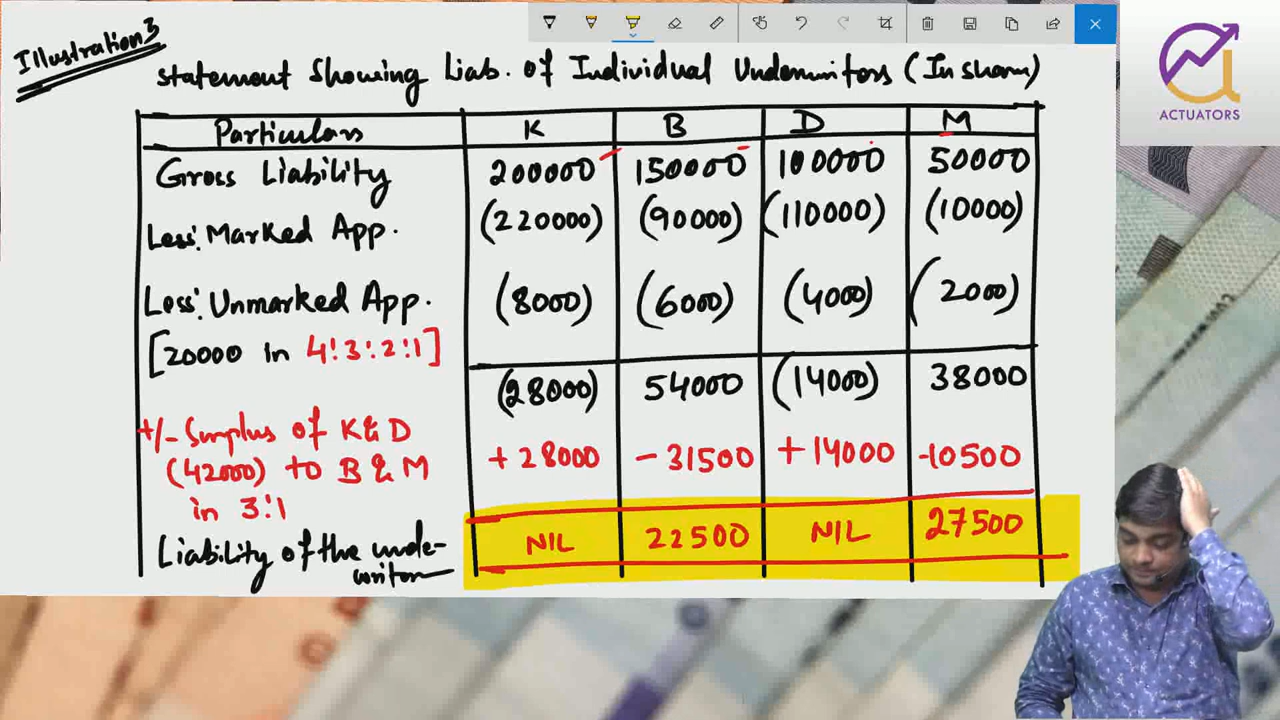 Illustration 3
ACTUATORS
Statement Showing Liab. of Individual Underwriters (In shares)
Particulars K B D M
Gross Liability 200000 150000 100000 50000
Less: Marked App. (220000) (90000) (110000) (10000)
Less: Unmarked App. (8000) (6000) (4000) (2000)
[20000 in 4:3:2:1]
(28000) 54000 (14000) 38000
+/- Surplus of K & D
(42000) to B & M +28000 -31500 +14000 -10500
in 3:1
Liability of the under- NIL 22500 NIL 27500
writer